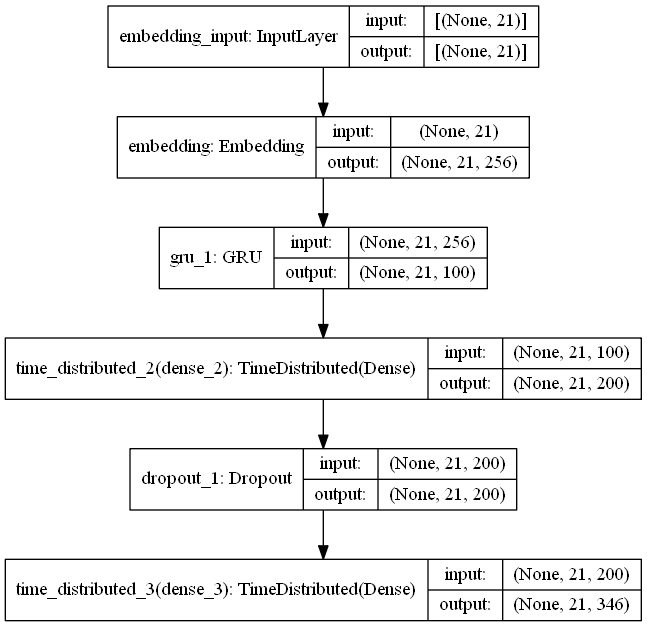 embedding_input: InputLayer
input:
[(None, 21)]
output:
[(None, 21)]
embedding: Embedding
input:
(None, 21)
output:
(None, 21, 256)
gru_1: GRU
input:
(None, 21, 256)
output:
(None, 21, 100)
time_distributed_2(dense_2): TimeDistributed(Dense)
input:
(None, 21, 100)
output:
(None, 21, 200)
dropout_1: Dropout
input:
(None, 21, 200)
output:
(None, 21, 200)
time_distributed_3(dense_3): TimeDistributed(Dense)
input:
(None, 21, 200)
output:
(None, 21, 346)